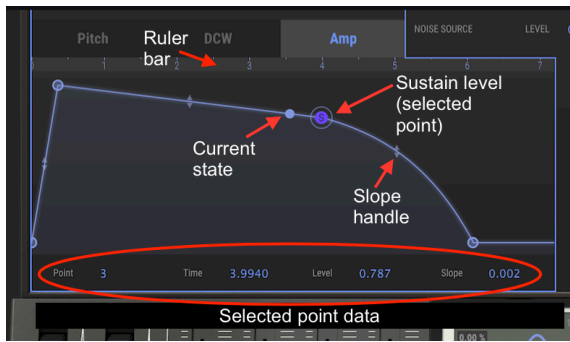 Pitch
DCW
Amp
NOISE SOURCE
LEVEL
Ruler
bar
0 1 2 3 4 5 6 7
Sustain level
(selected
point)
S
Current
state
Slope
handle
Point 3 Time 3.9940 Level 0.787 Slope 0.002
Selected point data
0.00 %